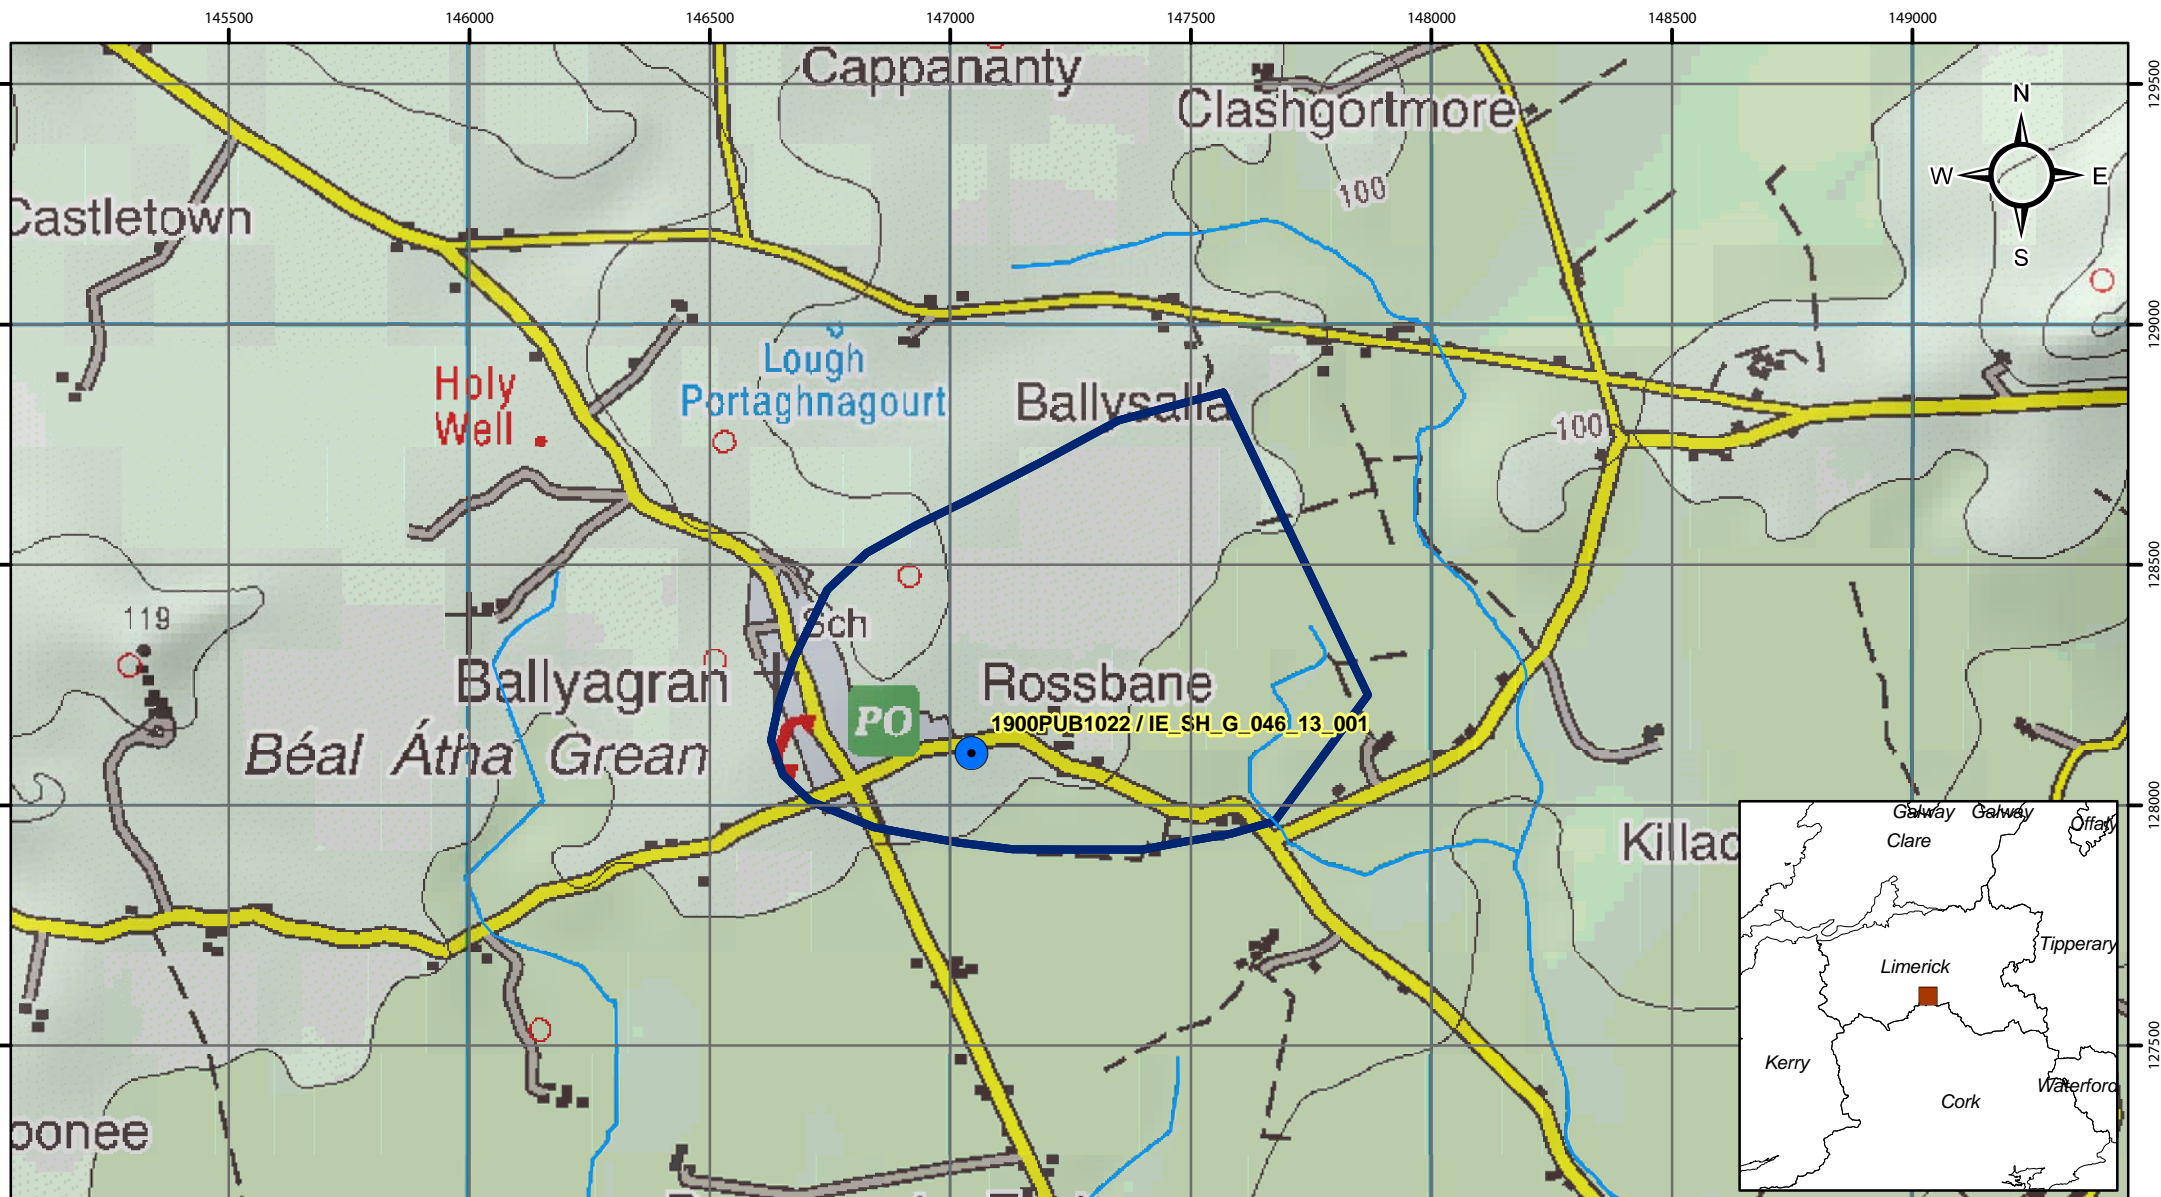 145500 146000 146500 147000 147500 148000 148500 149000
Cappananty
129500
Clashgortmore
N
W E
S
100
Castletown
129000
Lough
Portaghnagourt
Holy
Well
Ballysalla
100
128500
119
Sch
Ballyagran
Rossbane
PO
1900PUB1022 / IE_SH_G_046_13_001
Béal Átha Grean
128000
Killac
Galway Galway
Offaly
Clare
Tipperary
Limerick
127500
Kerry
Waterford
Cork
oonee